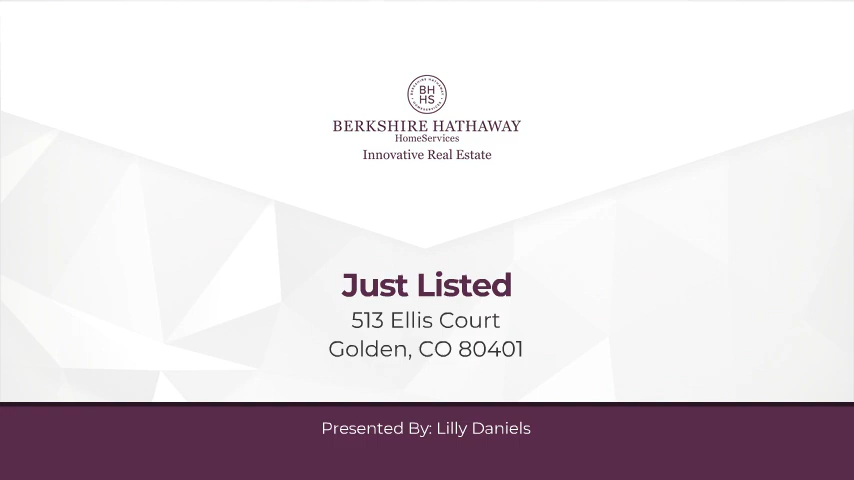 BH
HS
BERKSHIRE HATHAWAY
HomeServices
Innovative Real Estate
Just Listed
513 Ellis Court
Golden, CO 80401
Presented By: Lilly Daniels